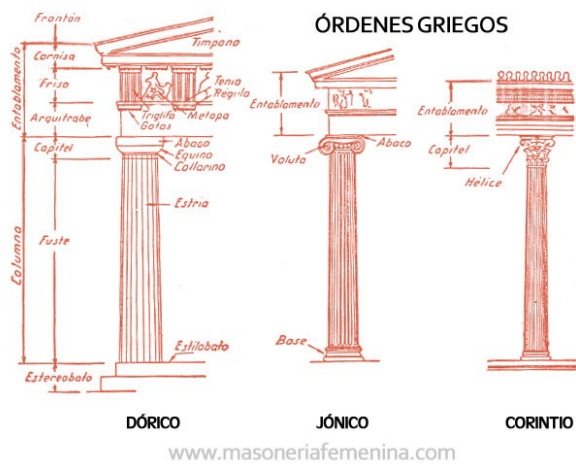 ÓRDENES GRIEGOS
Frontón
Tímpano
Cornisa
Friso
Tenia
Régula
Entablamento
Arquitrabe
Triglifo
Metopa
Gotas
Capitel
Abaco
Equino
Collarino
Estría
Columna
Fuste
Estilobato
Estereobato
Entablamento
Voluta
Abaco
Base
Entablamento
Capitel
Hélice
DÓRICO
JÓNICO
CORINTIO
www.masoneriafemenina.com